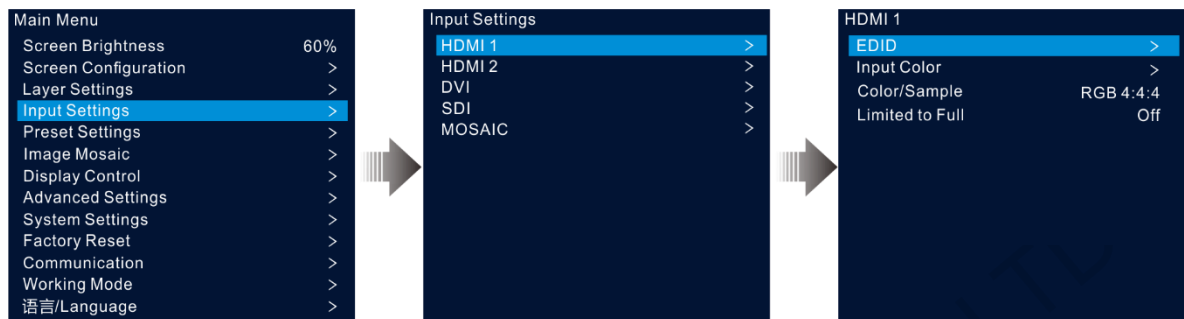 Main Menu
Screen Brightness 60%
Screen Configuration >
Layer Settings >
Input Settings >
Preset Settings >
Image Mosaic >
Display Control >
Advanced Settings >
System Settings >
Factory Reset >
Communication >
Working Mode >
语言/Language >
Input Settings
HDMI 1 >
HDMI 2 >
DVI >
SDI >
MOSAIC >
HDMI 1
EDID >
Input Color >
Color/Sample RGB 4:4:4
Limited to Full Off